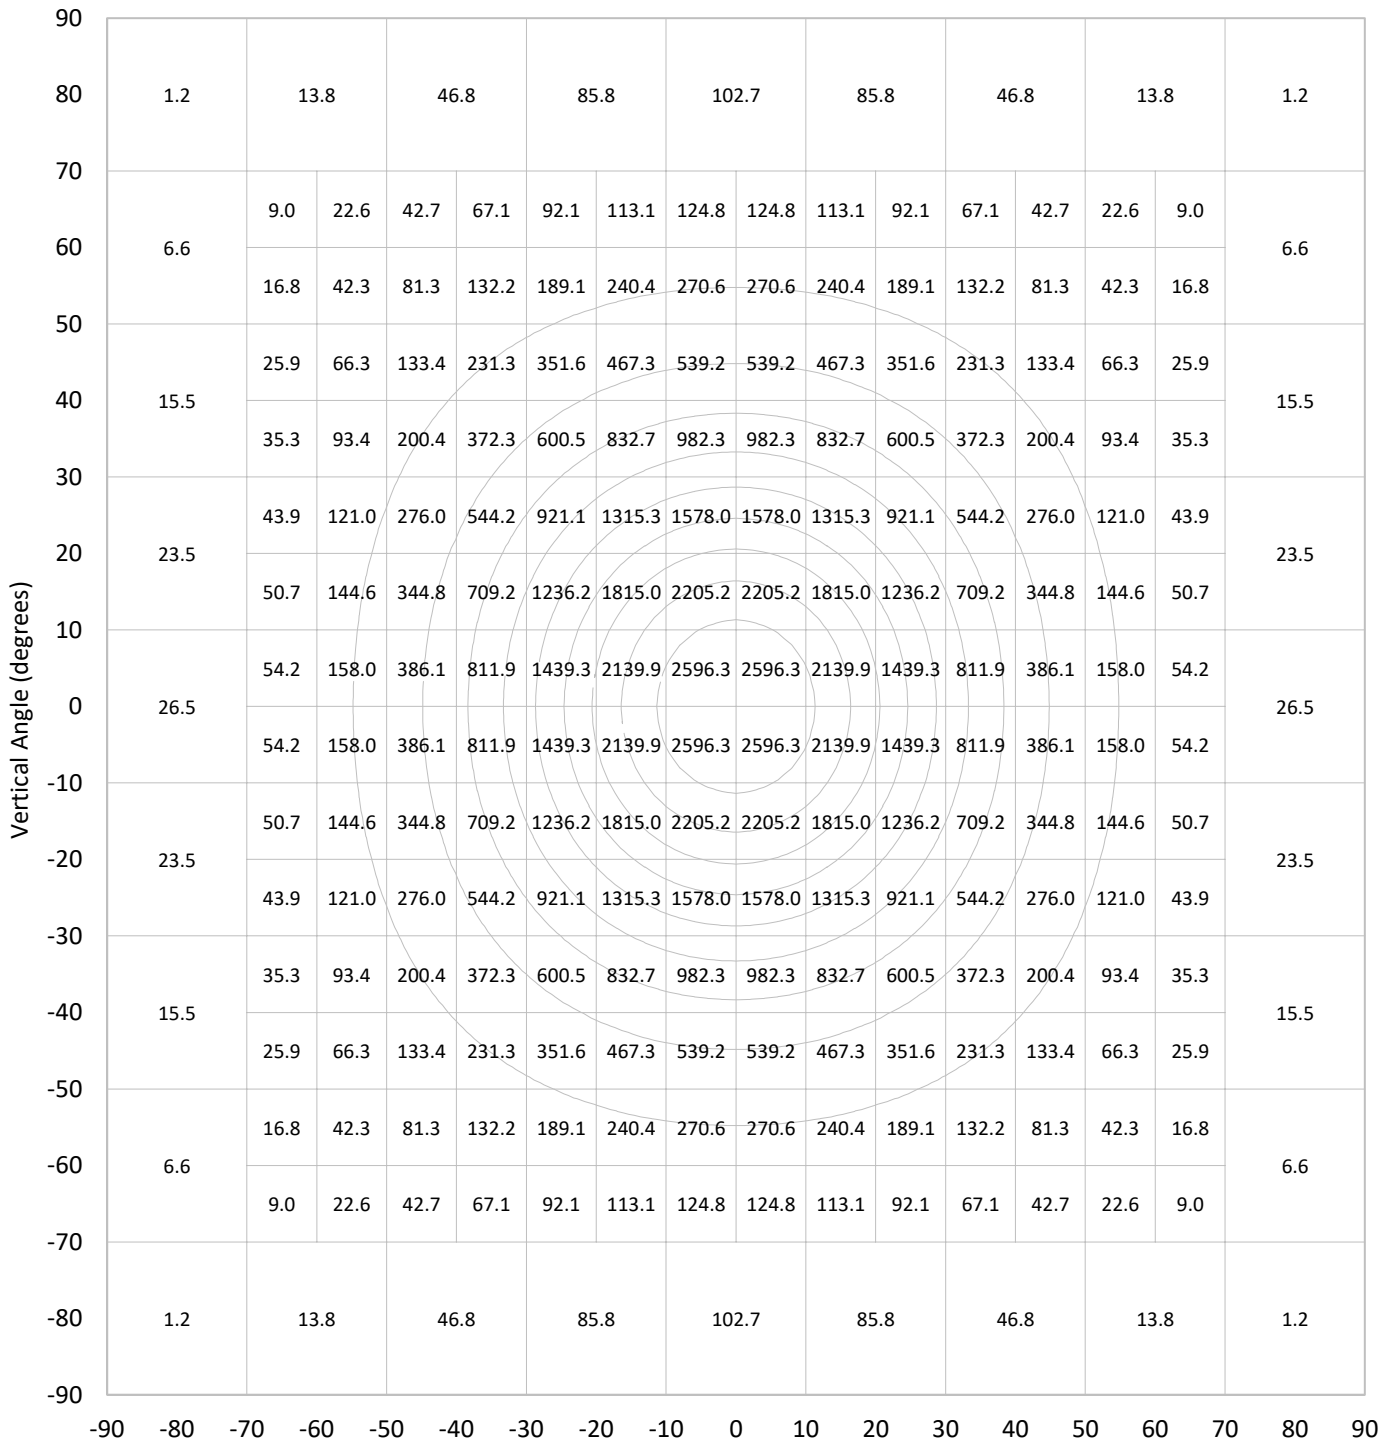 90
80 1.2 13.8 46.8 85.8 102.7 85.8 46.8 13.8 1.2
70
9.0 22.6 42.7 67.1 92.1 113.1 124.8 124.8 113.1 92.1 67.1 42.7 22.6 9.0
60 6.6 6.6
16.8 42.3 81.3 132.2 189.1 240.4 270.6 270.6 240.4 189.1 132.2 81.3 42.3 16.8
50
25.9 66.3 133.4 231.3 351.6 467.3 539.2 539.2 467.3 351.6 231.3 133.4 66.3 25.9
40 15.5 15.5
35.3 93.4 200.4 372.3 600.5 832.7 982.3 982.3 832.7 600.5 372.3 200.4 93.4 35.3
30
43.9 121.0 276.0 544.2 921.1 1315.3 1578.0 1578.0 1315.3 921.1 544.2 276.0 121.0 43.9
20 23.5 23.5
50.7 144.6 344.8 709.2 1236.2 1815.0 2205.2 2205.2 1815.0 1236.2 709.2 344.8 144.6 50.7
10
54.2 158.0 386.1 811.9 1439.3 2139.9 2596.3 2596.3 2139.9 1439.3 811.9 386.1 158.0 54.2
Vertical Angle (degrees)
0 26.5 26.5
54.2 158.0 386.1 811.9 1439.3 2139.9 2596.3 2596.3 2139.9 1439.3 811.9 386.1 158.0 54.2
-10
50.7 144.6 344.8 709.2 1236.2 1815.0 2205.2 2205.2 1815.0 1236.2 709.2 344.8 144.6 50.7
-20 23.5 23.5
43.9 121.0 276.0 544.2 921.1 1315.3 1578.0 1578.0 1315.3 921.1 544.2 276.0 121.0 43.9
-30
35.3 93.4 200.4 372.3 600.5 832.7 982.3 982.3 832.7 600.5 372.3 200.4 93.4 35.3
-40 15.5 15.5
25.9 66.3 133.4 231.3 351.6 467.3 539.2 539.2 467.3 351.6 231.3 133.4 66.3 25.9
-50
16.8 42.3 81.3 132.2 189.1 240.4 270.6 270.6 240.4 189.1 132.2 81.3 42.3 16.8
-60 6.6 6.6
9.0 22.6 42.7 67.1 92.1 113.1 124.8 124.8 113.1 92.1 67.1 42.7 22.6 9.0
-70
-80 1.2 13.8 46.8 85.8 102.7 85.8 46.8 13.8 1.2
-90
-90 -80 -70 -60 -50 -40 -30 -20 -10 0 10 20 30 40 50 60 70 80 90